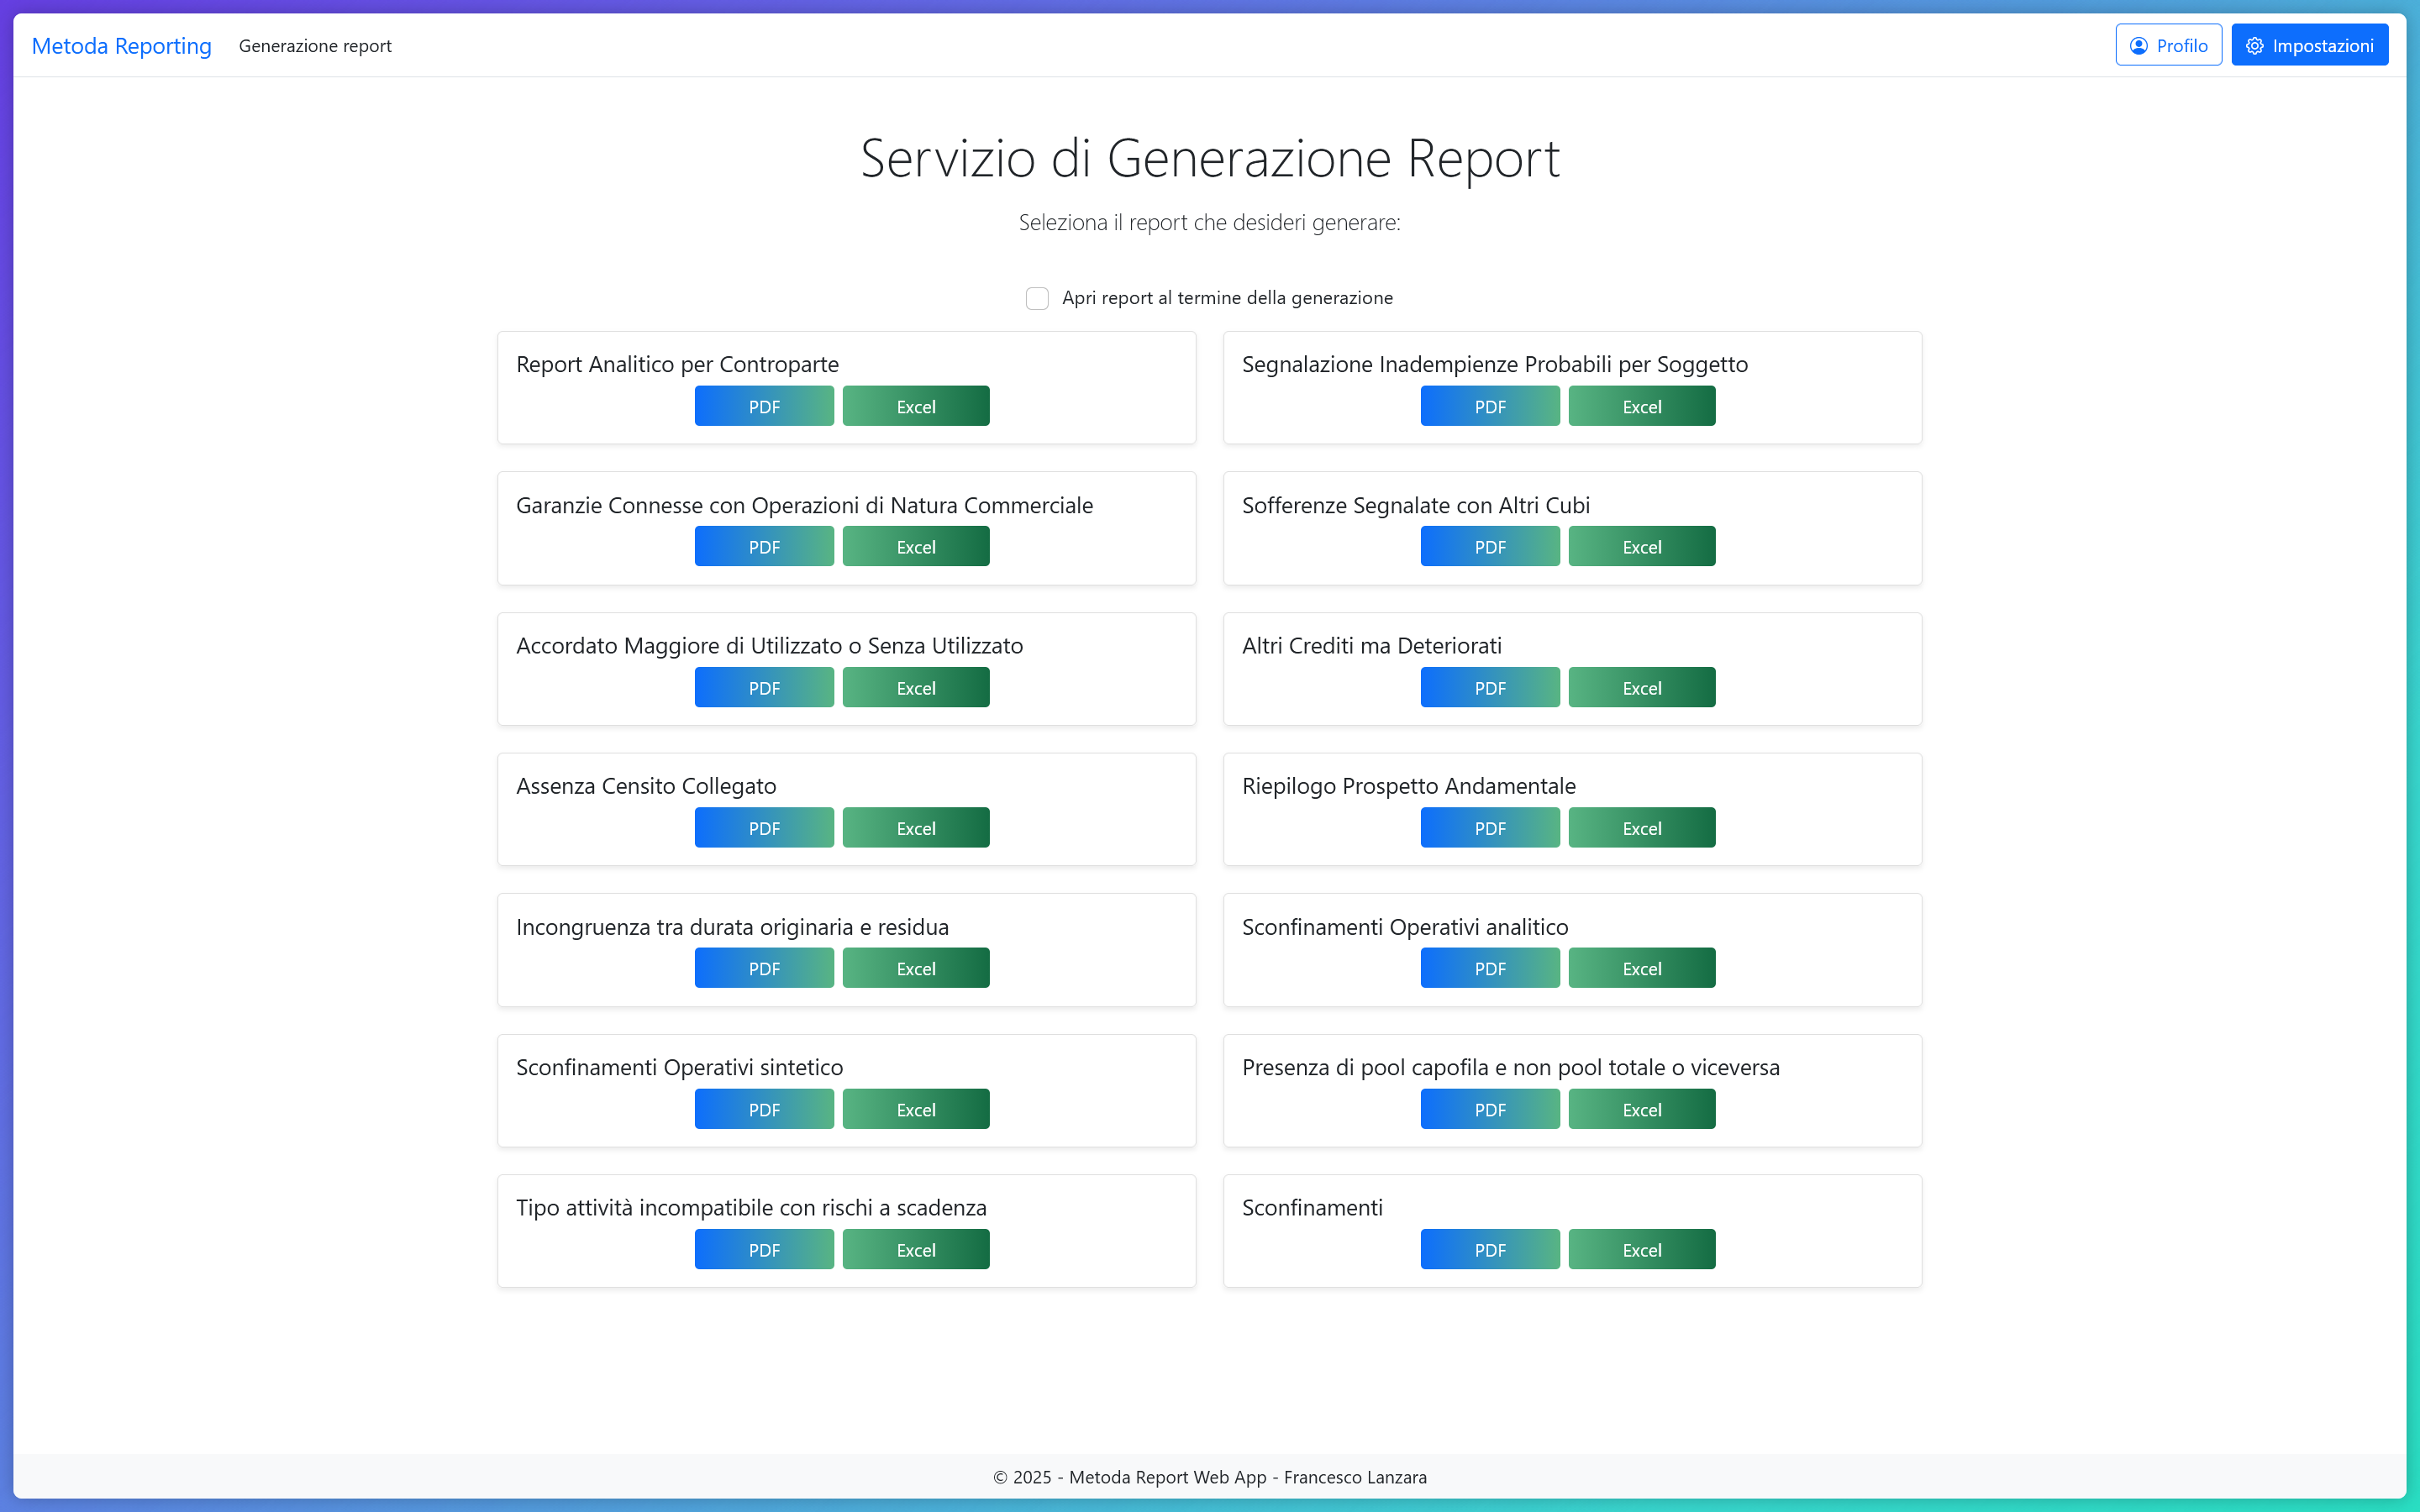 Metoda Reporting
Generazione report
Profilo
Impostazioni
Servizio di Generazione Report
Seleziona il report che desideri generare:
Apri report al termine della generazione
Report Analitico per Controparte
PDF Excel
Segnalazione Inadempienze Probabili per Soggetto
PDF Excel
Garanzie Connesse con Operazioni di Natura Commerciale
PDF Excel
Sofferenze Segnalate con Altri Cubi
PDF Excel
Accordato Maggiore di Utilizzato o Senza Utilizzato
PDF Excel
Altri Crediti ma Deteriorati
PDF Excel
Assenza Censito Collegato
PDF Excel
Riepilogo Prospetto Andamentale
PDF Excel
Incongruenza tra durata originaria e residua
PDF Excel
Sconfinamenti Operativi analitico
PDF Excel
Sconfinamenti Operativi sintetico
PDF Excel
Presenza di pool capofila e non pool totale o viceversa
PDF Excel
Tipo attività incompatibile con rischi a scadenza
PDF Excel
Sconfinamenti
PDF Excel
© 2025 - Metoda Report Web App - Francesco Lanzara